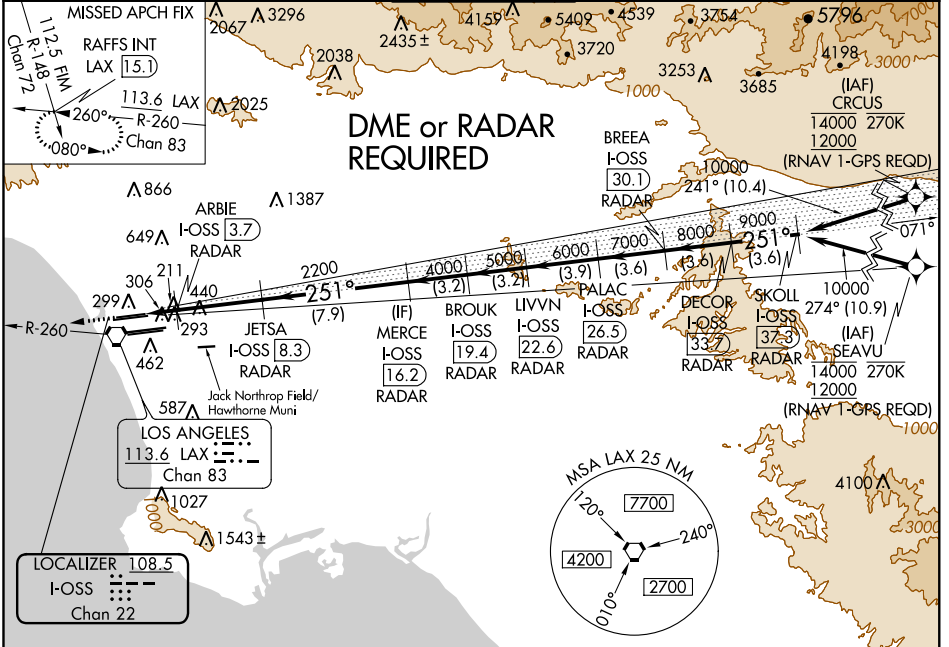 MISSED APCH FIX
112.5 FIM
R-148
Chan 72
RAFFS INT
LAX 15.1
113.6 LAX
R-260
Chan 83
260°
080°
2067
3296
2435±
4159
5409
4539
3720
3754
5796
4198
3000
1000
2038
2025
3253
3685
DME or RADAR
REQUIRED
(IAF)
CRCUS
14000 270K
12000
(RNAV 1-GPS REQD)
BREEA
I-OSS
30.1
RADAR
10000
241° (10.4)
071°
866
1387
649
ARBIE
I-OSS 3.7
RADAR
306
211
440
299
293
462
R-260
2200
251°
(7.9)
4000
(3.2)
5000
(3.2)
6000
(3.9)
7000
(3.6)
8000
(3.6)
9000
251°
(3.6)
10000
274° (10.9)
JETSA
I-OSS 8.3
RADAR
(IF)
MERCE
I-OSS
16.2
RADAR
BROUK
I-OSS
19.4
RADAR
LIVVN
I-OSS
22.6
RADAR
PALAC
I-OSS
26.5
RADAR
DECOR
I-OSS
33.7
RADAR
SKOLL
I-OSS
37.3
RADAR
(IAF)
SEAVU
14000 270K
12000
(RNAV 1-GPS REQD)
1000
Jack Northrop Field/
Hawthorne Muni
587
LOS ANGELES
113.6 LAX
Chan 83
1027
1543±
LOCALIZER 108.5
I-OSS
Chan 22
MSA LAX 25 NM
120°
7700
240°
4200
2700
010°
4100
3000